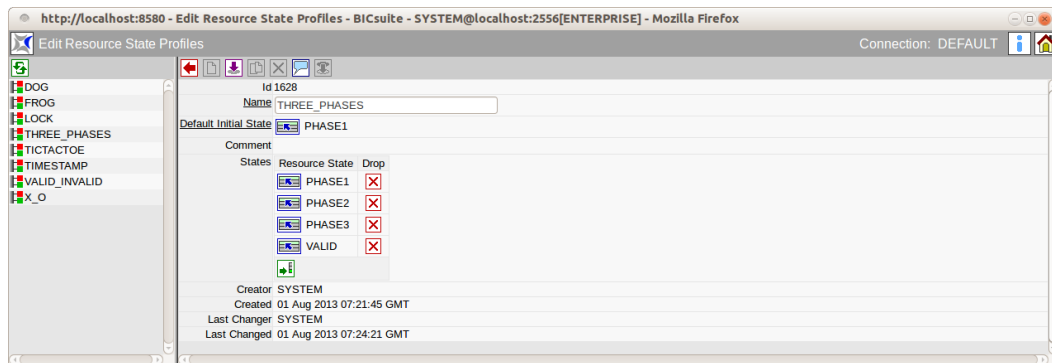 http://localhost:8580 - Edit Resource State Profiles - BICsuite - SYSTEM@localhost:2556[ENTERPRISE] - Mozilla Firefox
Edit Resource State Profiles
Connection: DEFAULT
DOG
FROG
LOCK
THREE_PHASES
TICTACTOE
TIMESTAMP
VALID_INVALID
X_O
Id 1628
Name THREE_PHASES
Default Initial State PHASE1
Comment
States Resource State Drop
PHASE1
PHASE2
PHASE3
VALID
Creator SYSTEM
Created 01 Aug 2013 07:21:45 GMT
Last Changer SYSTEM
Last Changed 01 Aug 2013 07:24:21 GMT